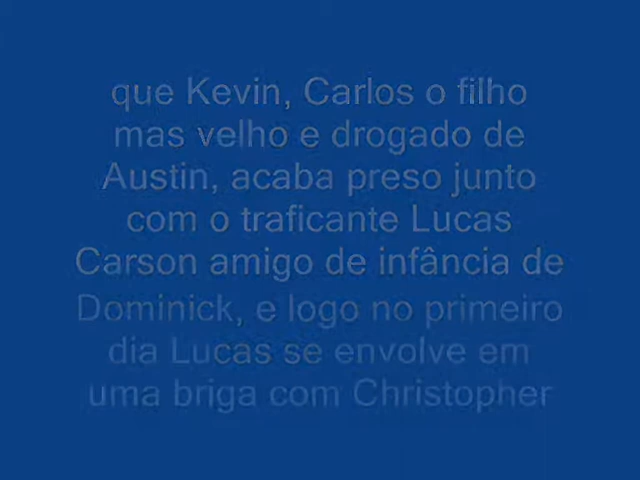 que Kevin, Carlos o filho
mas velho e drogado de
Austin, acaba preso junto
com o traficante Lucas
Carson amigo de infância de
Dominick, e logo no primeiro
dia Lucas se envolve em
uma briga com Christopher